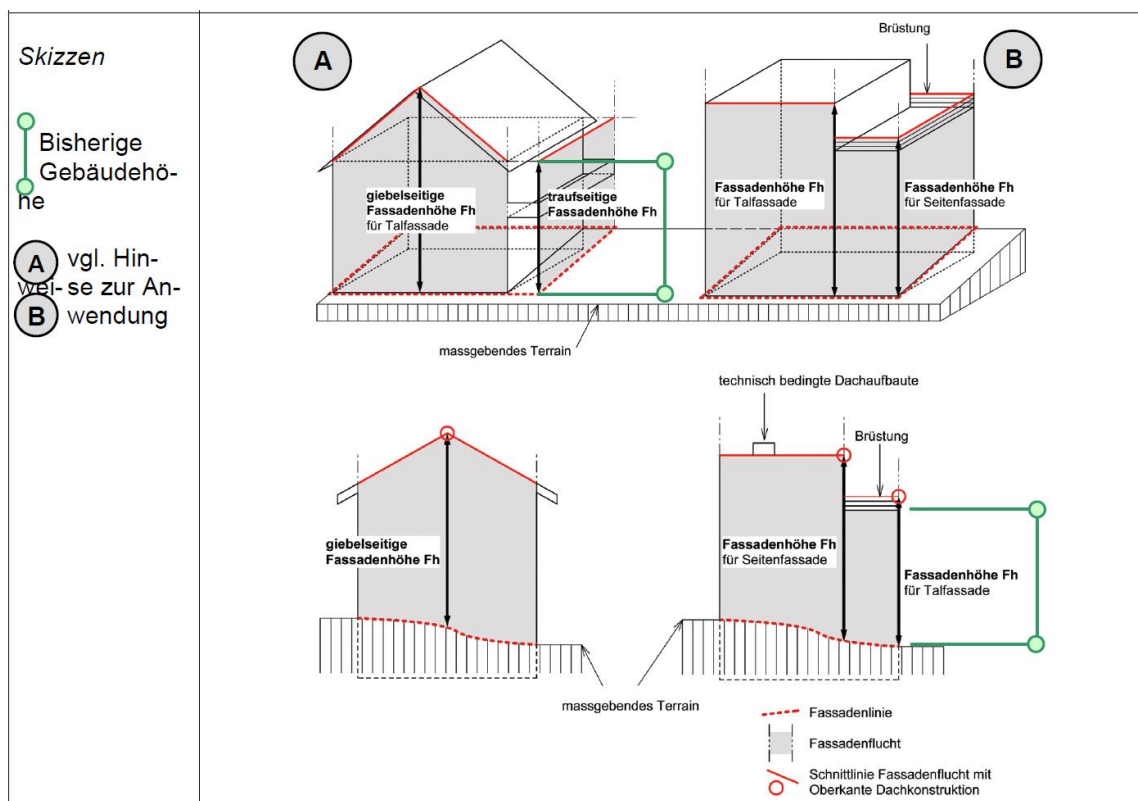 Skizzen
Bisherige
Gebäudehö-
he
A vgl. Hin-
wei- se zur An-
B wendung
A
Brüstung
B
giebelseitige
Fassadenhöhe Fh
für Talfassade
traufseitige
Fassadenhöhe Fh
Fassadenhöhe Fh
für Talfassade
Fassadenhöhe Fh
für Seitenfassade
massgebendes Terrain
technisch bedingte Dachaufbaute
Brüstung
giebelseitige
Fassadenhöhe Fh
Fassadenhöhe Fh
für Seitenfassade
Fassadenhöhe Fh
für Talfassade
massgebendes Terrain
Fassadenlinie
Fassadenflucht
Schnittlinie Fassadenflucht mit
Oberkante Dachkonstruktion